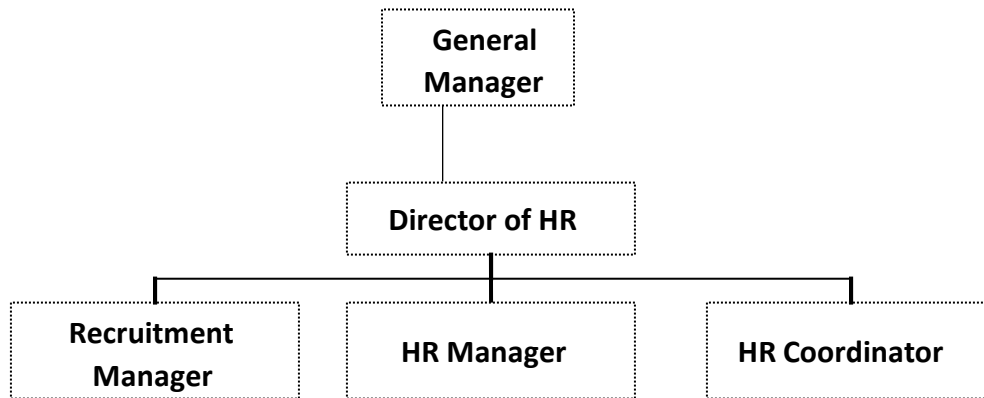 General
Manager
Director of HR
Recruitment
Manager
HR Manager
HR Coordinator